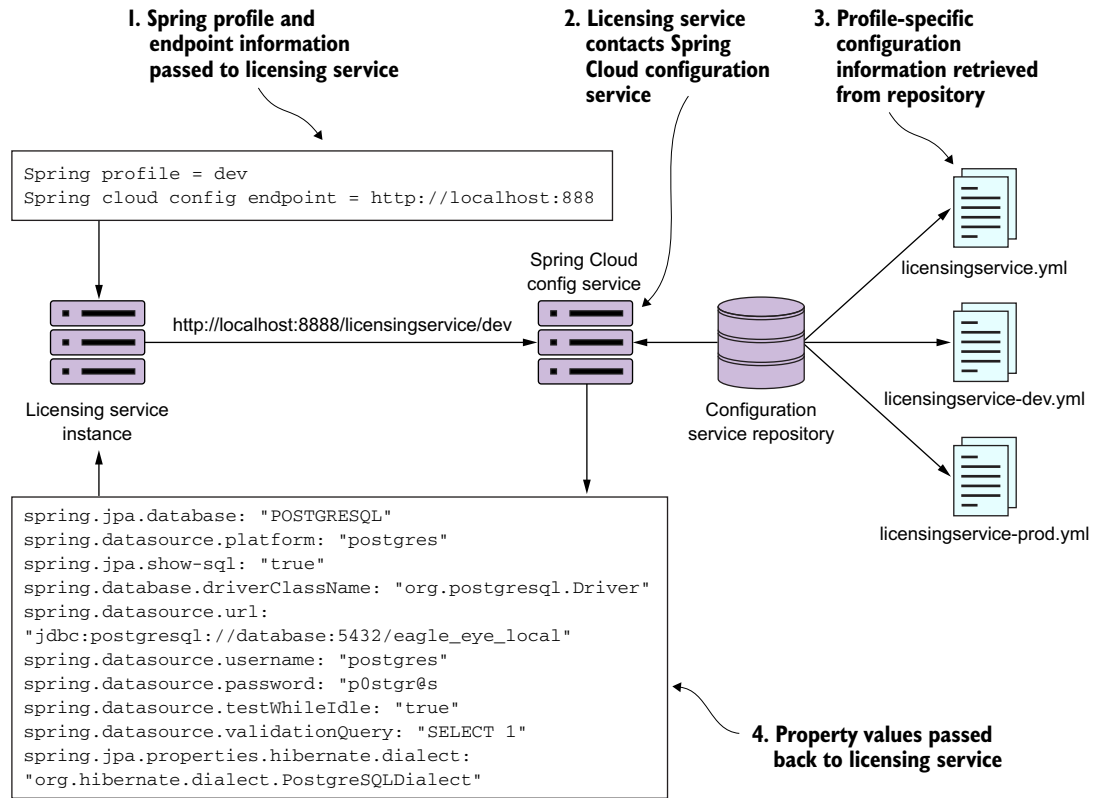 1. Spring profile and
endpoint information
passed to licensing service
2. Licensing service
contacts Spring
Cloud configuration
service
3. Profile-specific
configuration
information retrieved
from repository
Spring profile = dev
Spring cloud config endpoint = http://localhost:888
Spring Cloud
config service
licensingservice.yml
http://localhost:8888/licensingservice/dev
Licensing service
instance
Configuration
service repository
licensingservice-dev.yml
licensingservice-prod.yml
spring.jpa.database: "POSTGRESQL"
spring.datasource.platform: "postgres"
spring.jpa.show-sql: "true"
spring.database.driverClassName: "org.postgresql.Driver"
spring.datasource.url:
"jdbc:postgresql://database:5432/eagle_eye_local"
spring.datasource.username: "postgres"
spring.datasource.password: "p0stgr@s
spring.datasource.testWhileIdle: "true"
spring.datasource.validationQuery: "SELECT 1"
spring.jpa.properties.hibernate.dialect:
"org.hibernate.dialect.PostgreSQLDialect"
4. Property values passed
back to licensing service